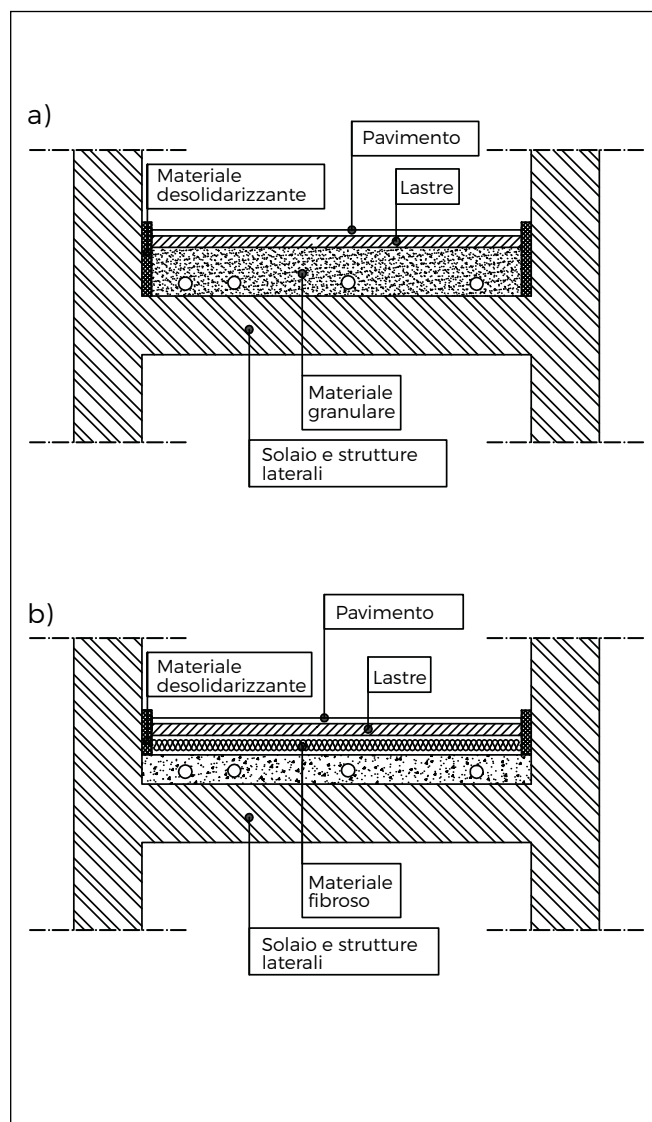 a)
Pavimento
Materiale
desolidarizzante
Lastre
Materiale
granulare
Solaio e strutture
laterali
b)
Pavimento
Materiale
desolidarizzante
Lastre
Materiale
fibroso
Solaio e strutture
laterali